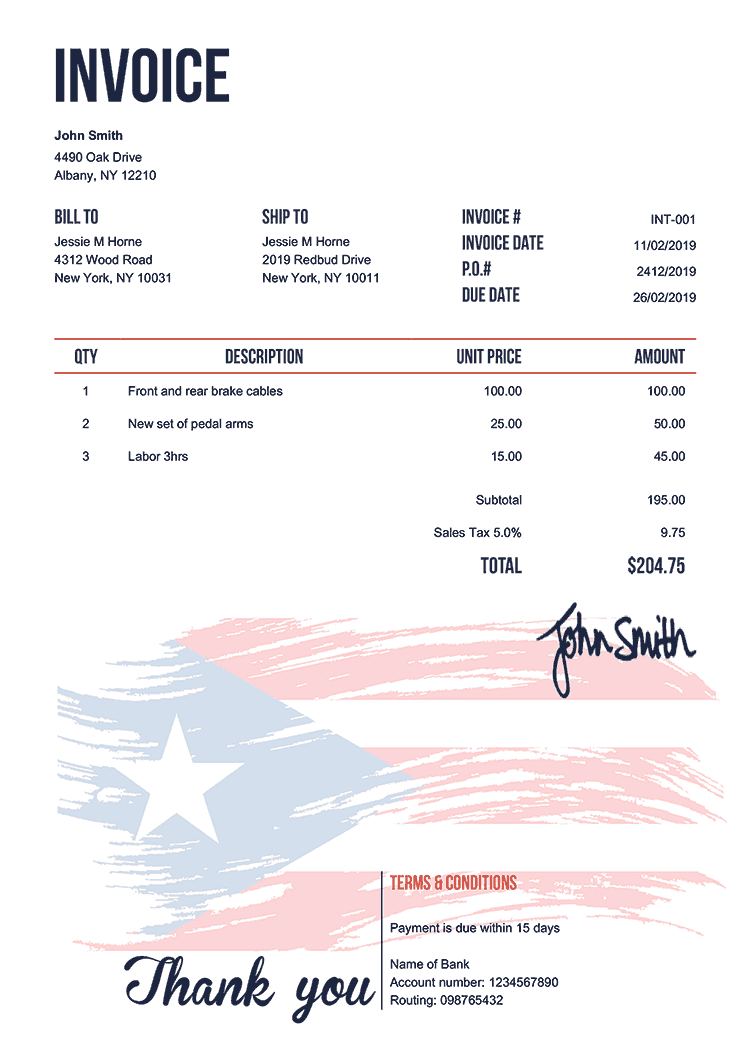 INVOICE
John Smith
4490 Oak Drive
Albany, NY 12210
BILL TO
Jessie M Horne
4312 Wood Road
New York, NY 10031
SHIP TO
Jessie M Horne
2019 Redbud Drive
New York, NY 10011
INVOICE # INT-001
INVOICE DATE 11/02/2019
P.O.# 2412/2019
DUE DATE 26/02/2019
QTY DESCRIPTION UNIT PRICE AMOUNT
1 Front and rear brake cables 100.00 100.00
2 New set of pedal arms 25.00 50.00
3 Labor 3hrs 15.00 45.00
Subtotal 195.00
Sales Tax 5.0% 9.75
TOTAL $204.75
John Smith
TERMS & CONDITIONS
Payment is due within 15 days
Name of Bank
Account number: 1234567890
Routing: 098765432
Thank you